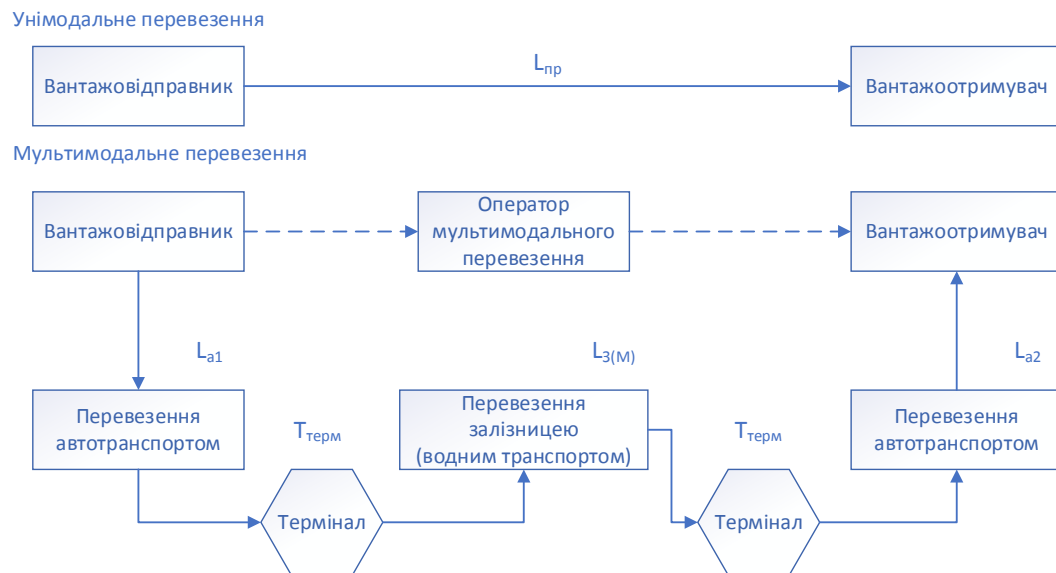 Унімодальне перевезення
Вантажовідправник
Lпр
Вантажоотримувач
Мультимодальне перевезення
Вантажовідправник
Оператор
мультимодального
перевезення
Вантажоотримувач
Lа1
LЗ(М)
Lа2
Перевезення
автотранспортом
Tтерм
Перевезення
залізницею
(водним транспортом)
Tтерм
Перевезення
автотранспортом
Термінал
Термінал